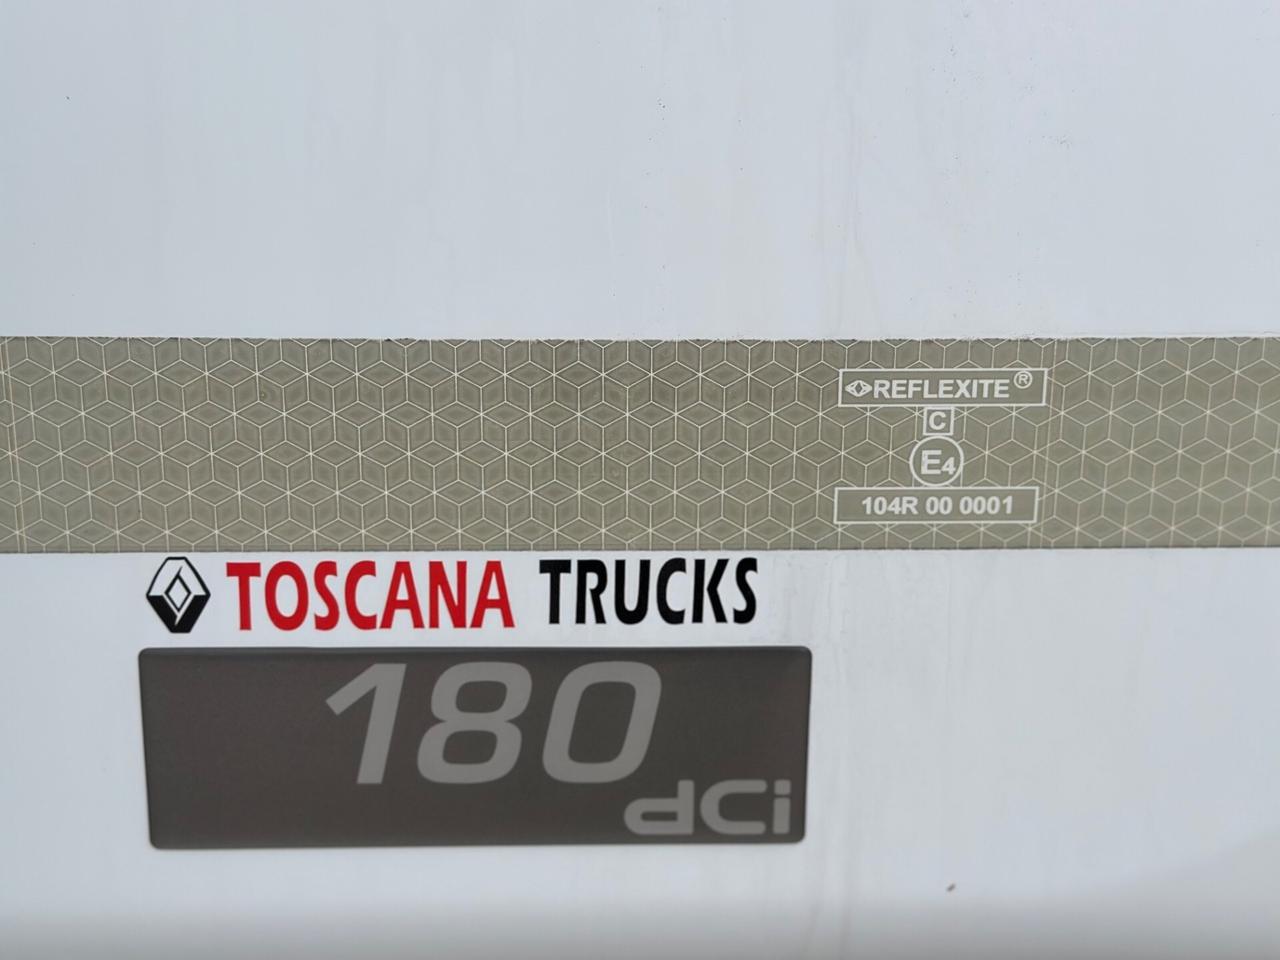 REFLEXITE®
C
E4
104R 00 0001
TOSCANA TRUCKS
180
dCi